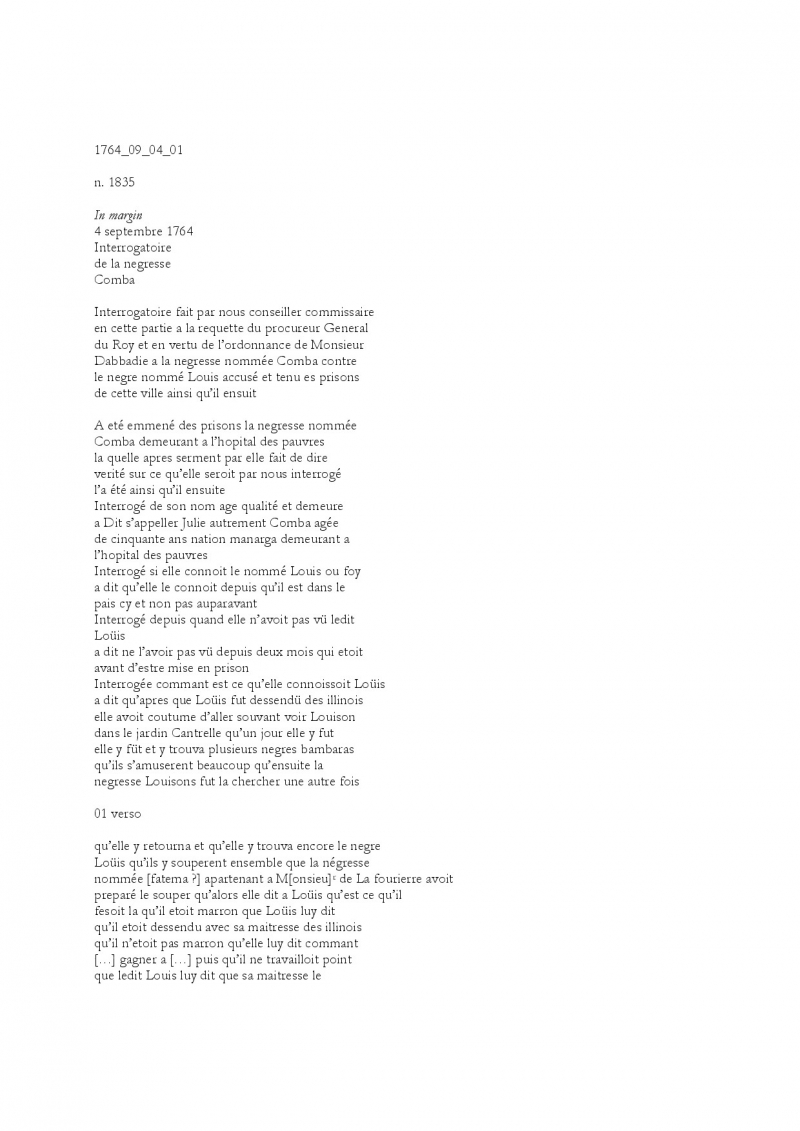 1764_09_04_01
n. 1835
In margin
4 septembre 1764
Interrogatoire
de la negresse
Comba
Interrogatoire fait par nous conseiller commissaire
en cette partie a la requette du procureur General
du Roy et en vertu de l'ordonnance de Monsieur
Dabbadie a la negresse nommée Comba contre
le negre nommé Louis accusé et tenu es prisons
de cette ville ainsi qu'il ensuit
A eté emmené des prisons la negresse nommée
Comba demeurant a l'hopital des pauvres
la quelle apres serment par elle fait de dire
verité sur ce qu'elle seroit par nous interrogé
l'a été ainsi qu'il ensuite
Interrogé de son nom age qualité et demeure
a Dit s'appeller Julie autrement Comba agée
de cinquante ans nation manarga demeurant a
l'hopital des pauvres
Interrogé si elle connoit le nommé Louis ou foy
a dit qu'elle le connoit depuis qu'il est dans le
pais cy et non pas auparavant
Interrogé depuis quand elle n'avoit pas vü ledit
Loüis
a dit ne l'avoir pas vü depuis deux mois qui etoit
avant d'estre mise en prison
Interrogée commant est ce qu'elle connoissoit Loüis
a dit qu'apres que Loüis fut dessendü des illinois
elle avoit coutume d'aller souvant voir Louison
dans le jardin Cantrelle qu'un jour elle y fut
elle y füt et y trouva plusieurs negres bambaras
qu'ils s'amuserent beaucoup qu'ensuite la
negresse Louisons fut la chercher une autre fois
01 verso
qu'elle y retourna et qu'elle y trouva encore le negre
Loüis qu'ils y souperent ensemble que la négresse
nommée [fatema ?] apartenant a M[onsieu]ʳ de La fourierre avoit
preparé le souper qu'alors elle dit a Loüis qu'est ce qu'il
fesoit la qu'il etoit marron que Loüis luy dit
qu'il etoit dessendu avec sa maitresse des illinois
qu'il n'etoit pas marron qu'elle luy dit commant
[…] gagner a […] puis qu'il ne travailloit point
que ledit Louis luy dit que sa maitresse le